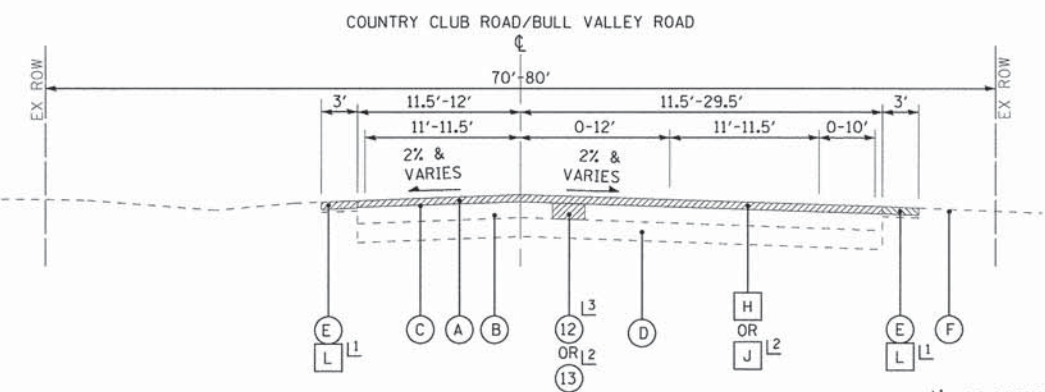 COUNTRY CLUB ROAD/BULL VALLEY ROAD
℄
70'-80'
EX ROW
EX ROW
3' 11.5'-12' 11.5'-29.5' 3'
11'-11.5' 0-12' 11'-11.5' 0-10'
2% & 2% &
VARIES VARIES
E C A B 12 3 D H E F
L 1 OR 2 OR L 1
13 J 2